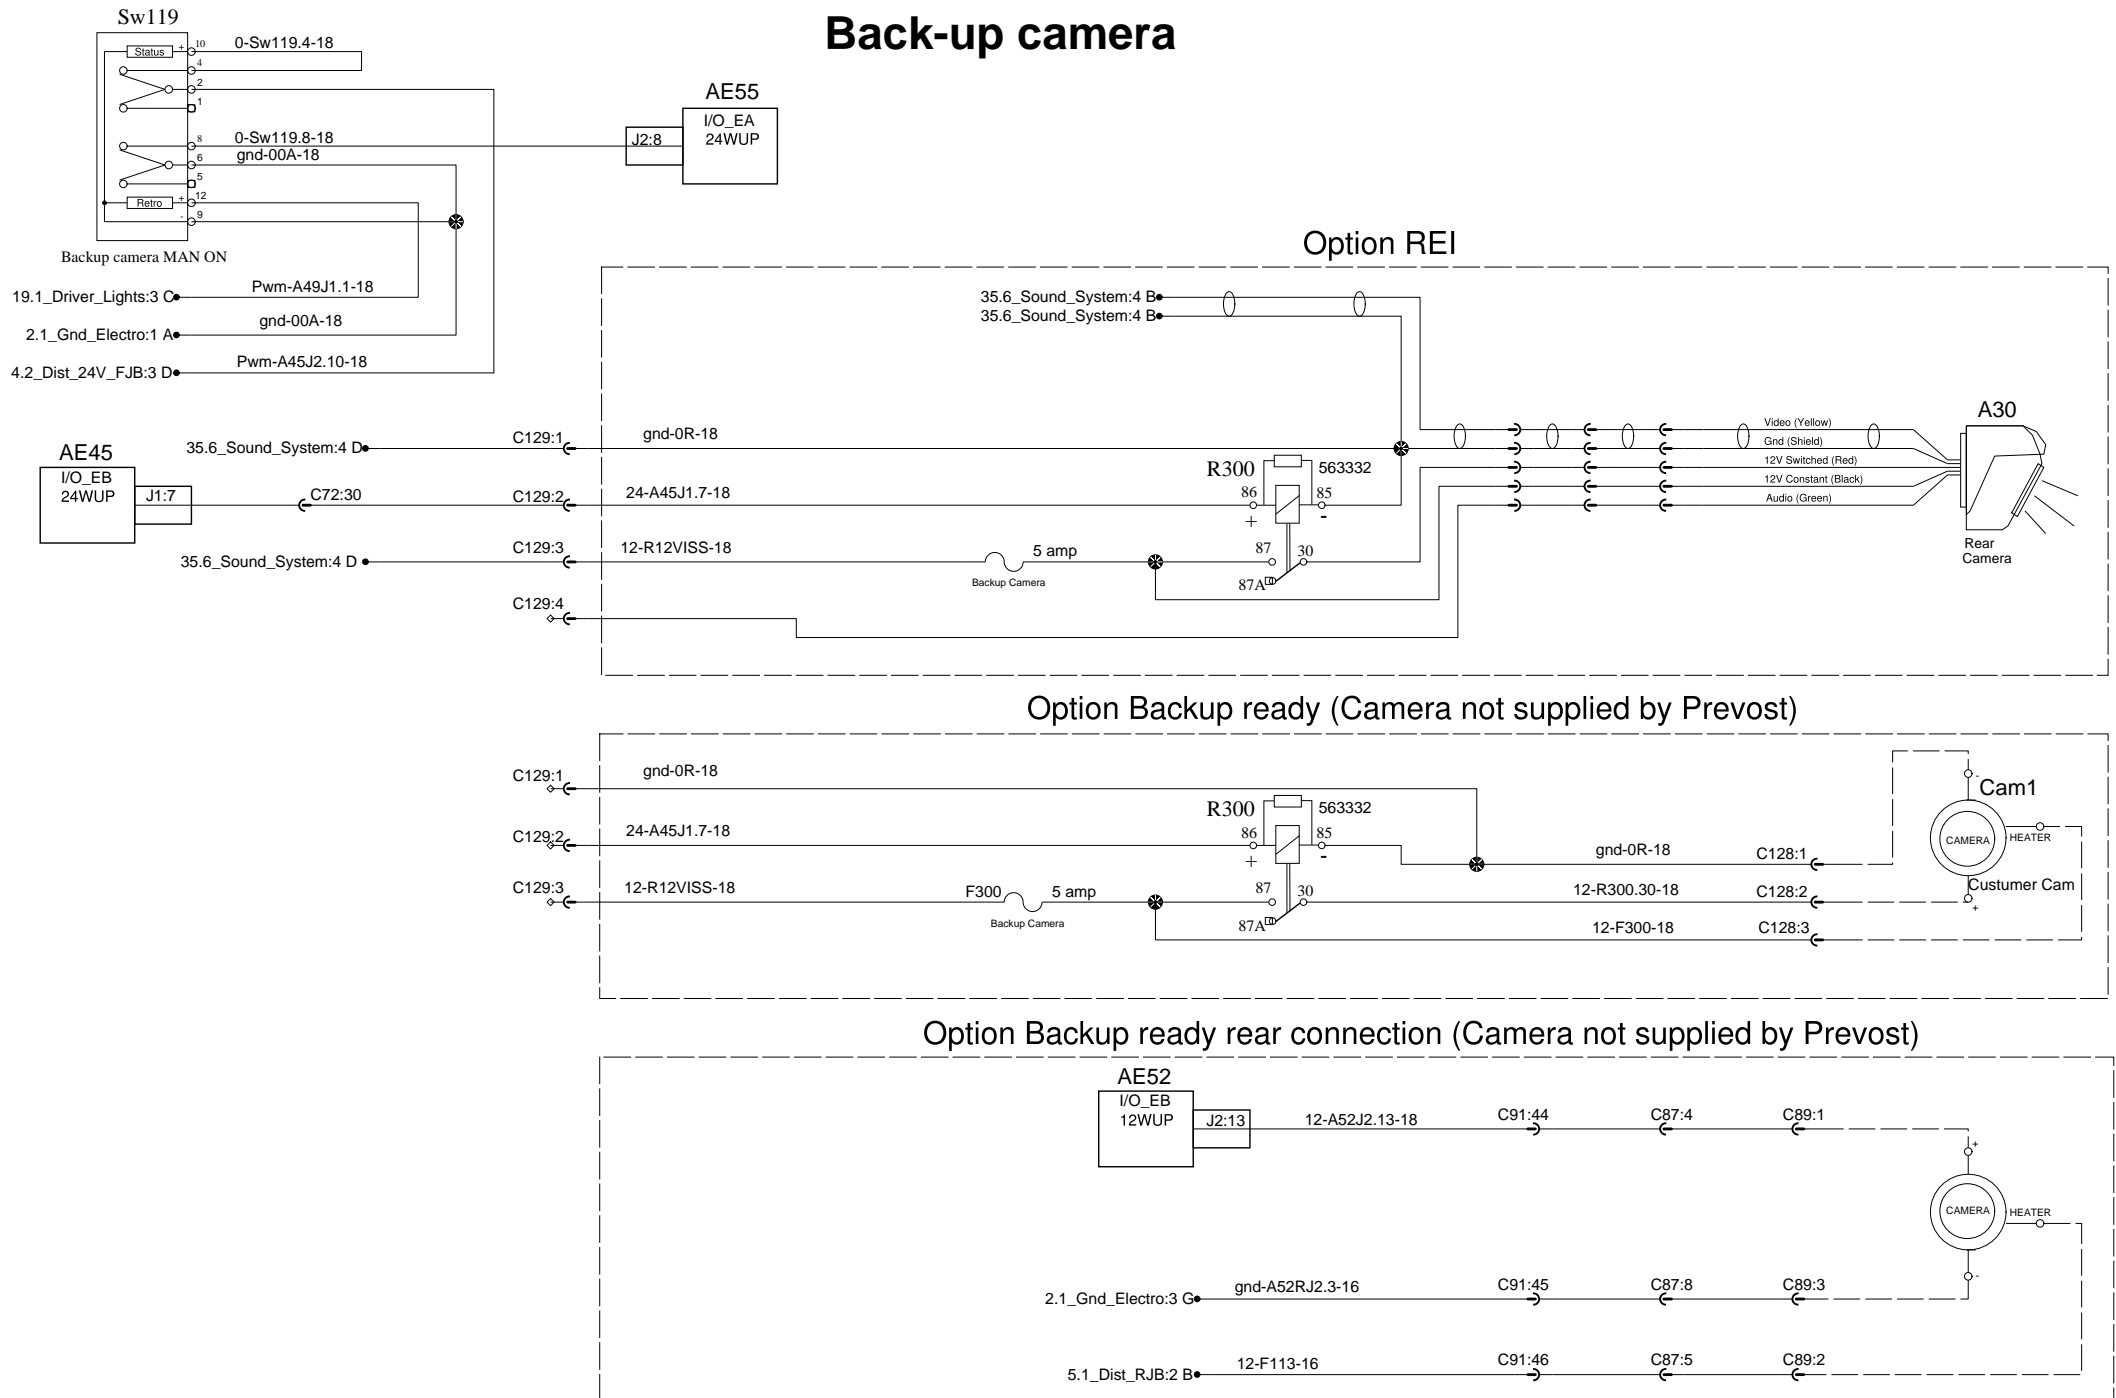 Back-up camera
Sw119
Status
+
10
0-Sw119.4-18
4
2
1
8
0-Sw119.8-18
6
gnd-00A-18
5
Retro
+
12
-
9
Backup camera MAN ON
AE55
I/O_EA
24WUP
J2:8
19.1_Driver_Lights:3 C
Pwm-A49J1.1-18
2.1_Gnd_Electro:1 A
gnd-00A-18
4.2_Dist_24V_FJB:3 D
Pwm-A45J2.10-18
Option REI
35.6_Sound_System:4 B
35.6_Sound_System:4 B
AE45
I/O_EB
24WUP
J1:7
35.6_Sound_System:4 D
C129:1
gnd-0R-18
C72:30
C129:2
24-A45J1.7-18
35.6_Sound_System:4 D
C129:3
12-R12VISS-18
5 amp
Backup Camera
C129:4
R300
563332
86
85
+
-
87
30
87A
Video (Yellow)
Gnd (Shield)
12V Switched (Red)
12V Constant (Black)
Audio (Green)
A30
Rear
Camera
Option Backup ready (Camera not supplied by Prevost)
C129:1
gnd-0R-18
C129:2
24-A45J1.7-18
C129:3
12-R12VISS-18
F300
5 amp
Backup Camera
R300
563332
86
85
+
-
87
30
87A
gnd-0R-18
C128:1
12-R300.30-18
C128:2
12-F300-18
C128:3
-
Cam1
CAMERA
HEATER
Custumer Cam
+
Option Backup ready rear connection (Camera not supplied by Prevost)
AE52
I/O_EB
12WUP
J2:13
12-A52J2.13-18
C91:44
C87:4
C89:1
+
CAMERA
HEATER
-
2.1_Gnd_Electro:3 G
gnd-A52RJ2.3-16
C91:45
C87:8
C89:3
5.1_Dist_RJB:2 B
12-F113-16
C91:46
C87:5
C89:2